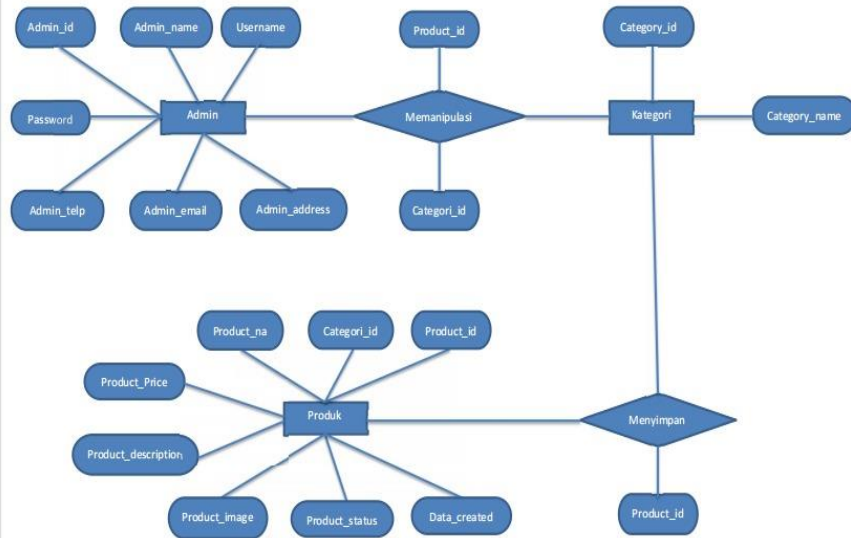 Admin_id
Admin_name
Username
Product_id
Category_id
Password
Admin
Memanipulasi
Kategori
Category_name
Admin_telp
Admin_email
Admin_address
Categori_id
Product_na
Categori_id
Product_id
Product_Price
Produk
Menyimpan
Product_description
Product_image
Product_status
Data_created
Product_id